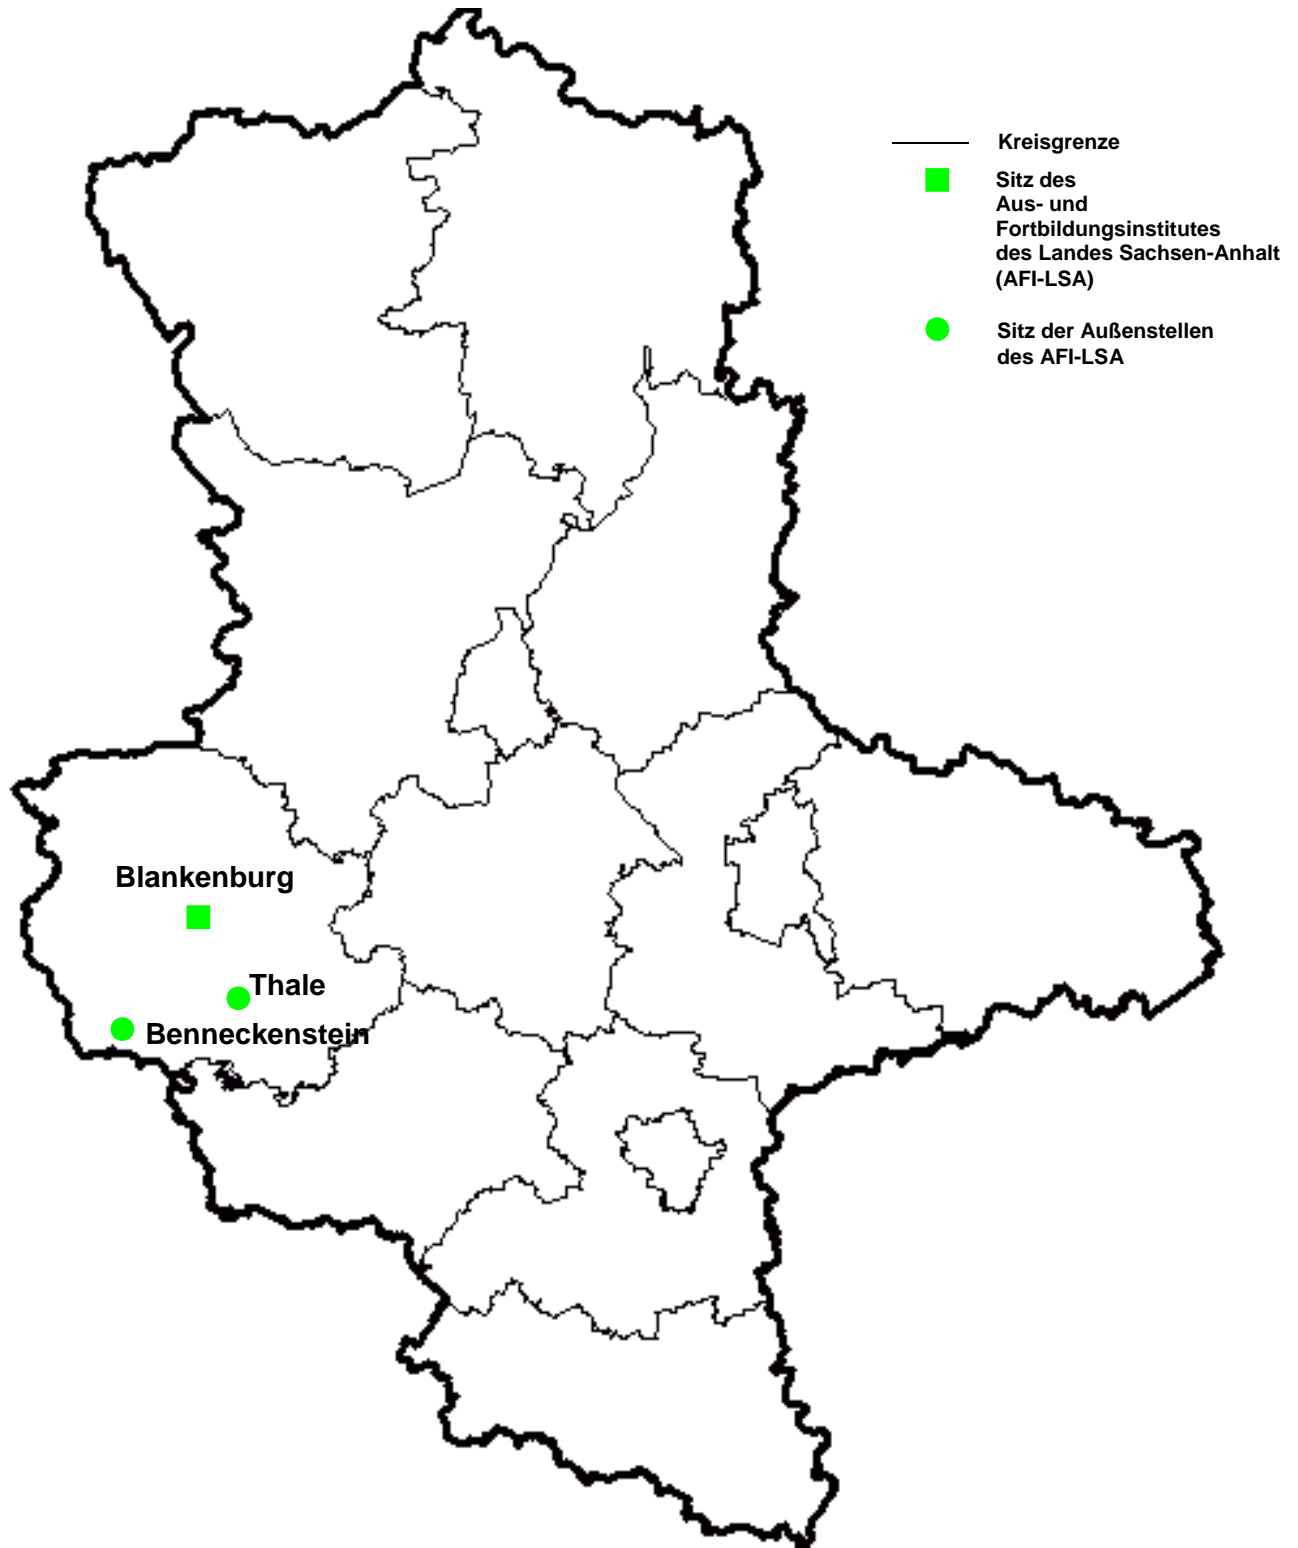 Kreisgrenze
Sitz des
Aus- und
Fortbildungsinstitutes
des Landes Sachsen-Anhalt
(AFI-LSA)
Sitz der Außenstellen
des AFI-LSA
Blankenburg
Thale
Benneckenstein